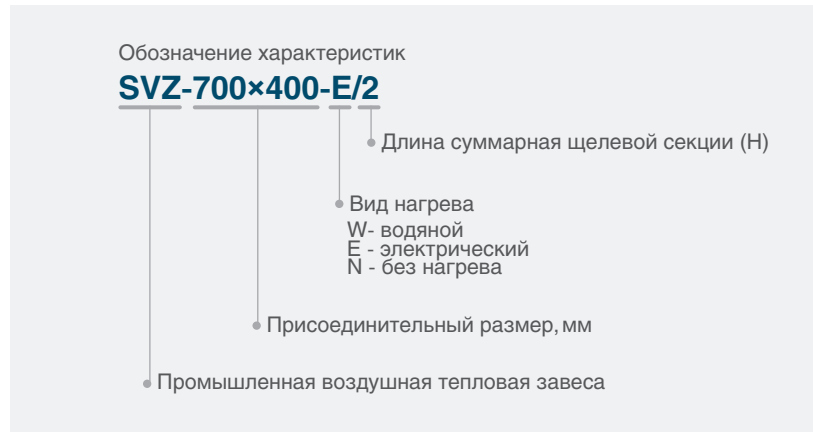 Обозначение характеристик
SVZ-700×400-E/2
Длина суммарная щелевой секции (H)
Вид нагрева
W- водяной
E - электрический
N - без нагрева
Присоединительный размер, мм
Промышленная воздушная тепловая завеса